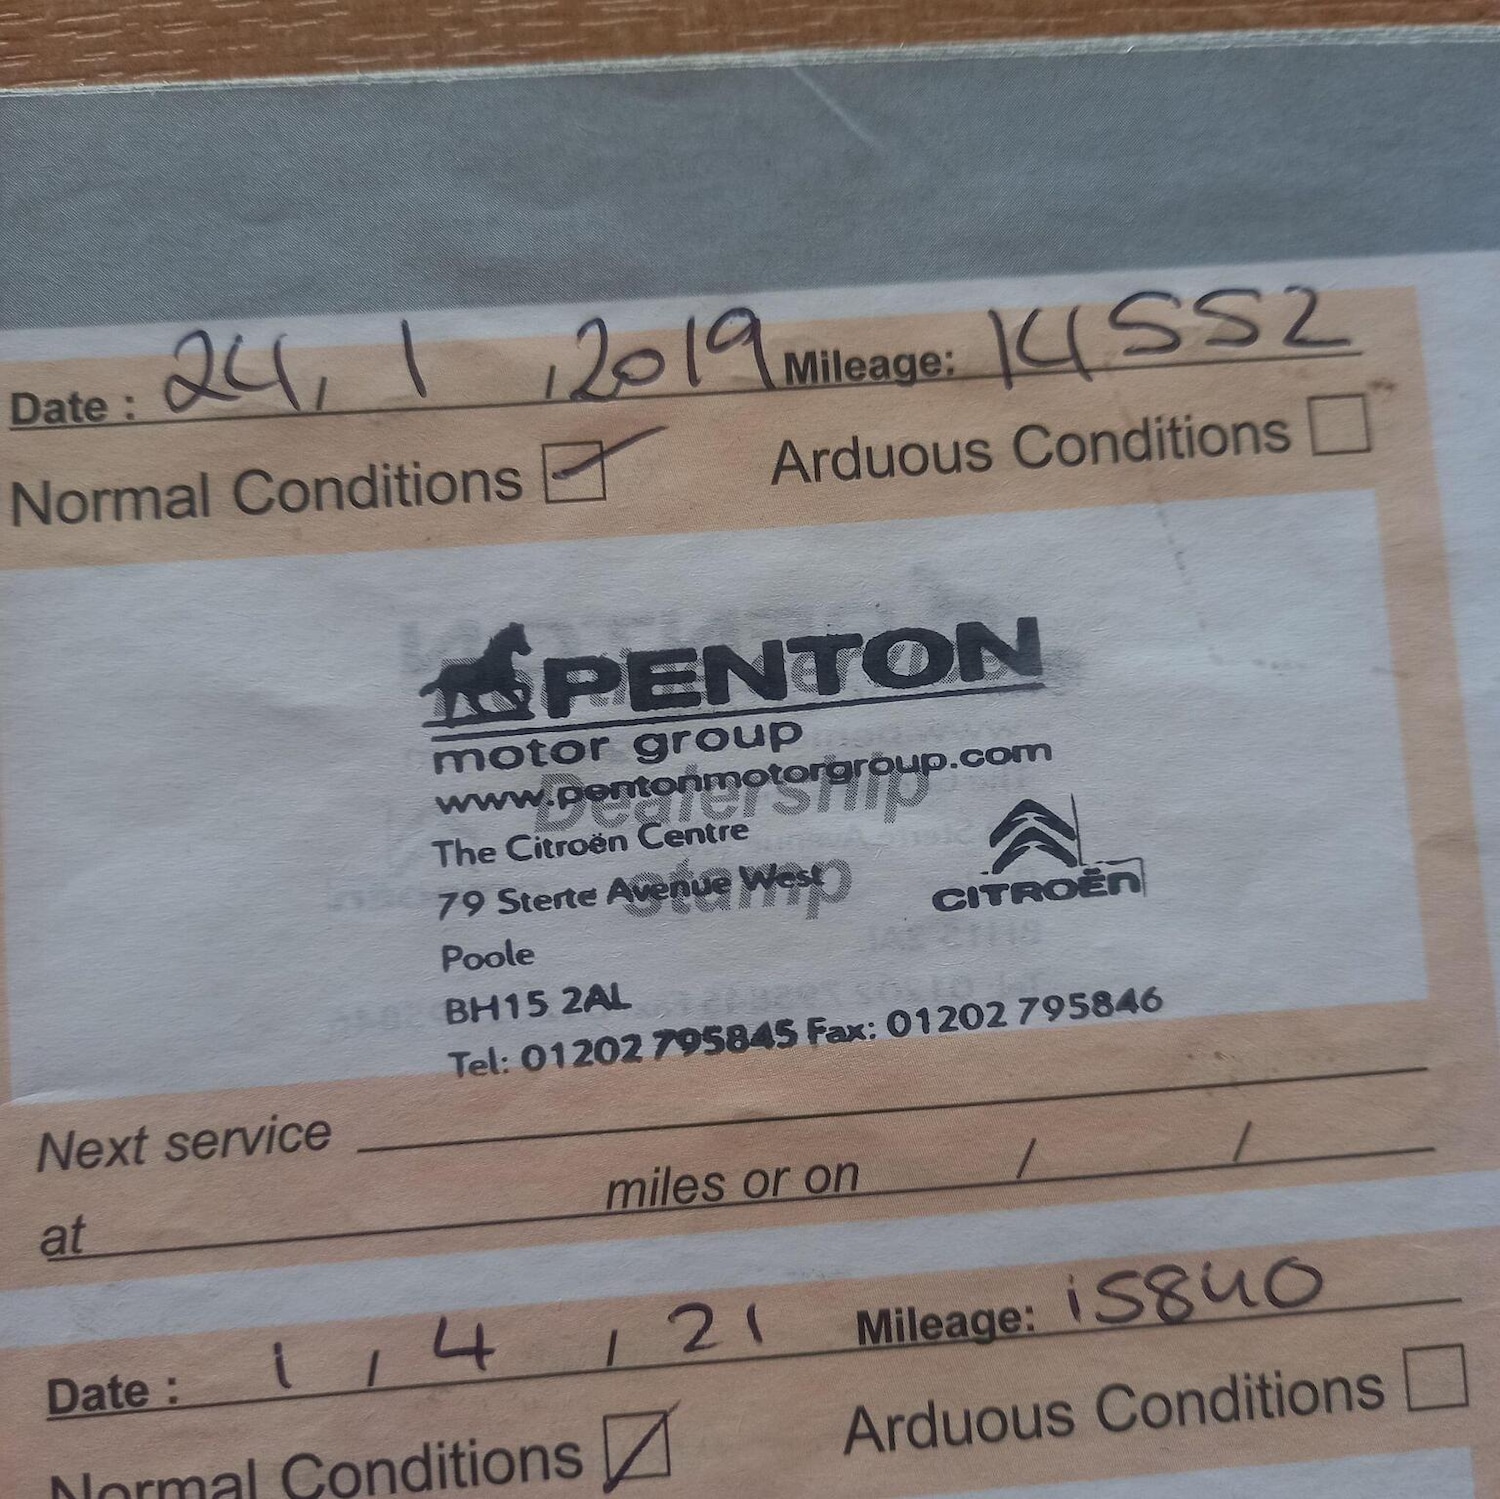 Date : 24 / 1 / 2019 Mileage: 14552
Normal Conditions Arduous Conditions
PENTON
motor group
www.pentonmotorgroup.com
Dealership
The Citroën Centre
79 Sterte Avenue West
stamp
CITROËN
Poole
BH15 2AL
Tel: 01202 795845 Fax: 01202 795846
Next service
at miles or on / /
Date : 1 / 4 / 21 Mileage: 15840
Normal Conditions Arduous Conditions